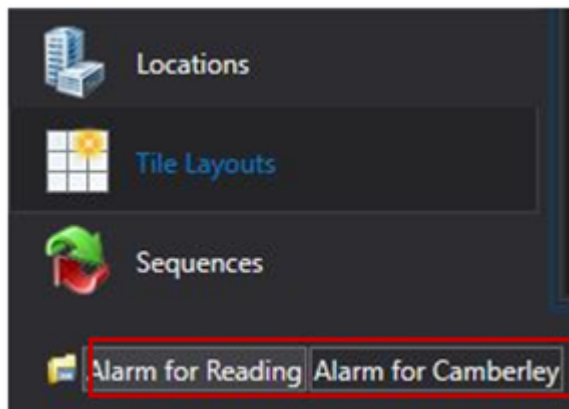 Locations
Tile Layouts
Sequences
Alarm for Reading Alarm for Camberley